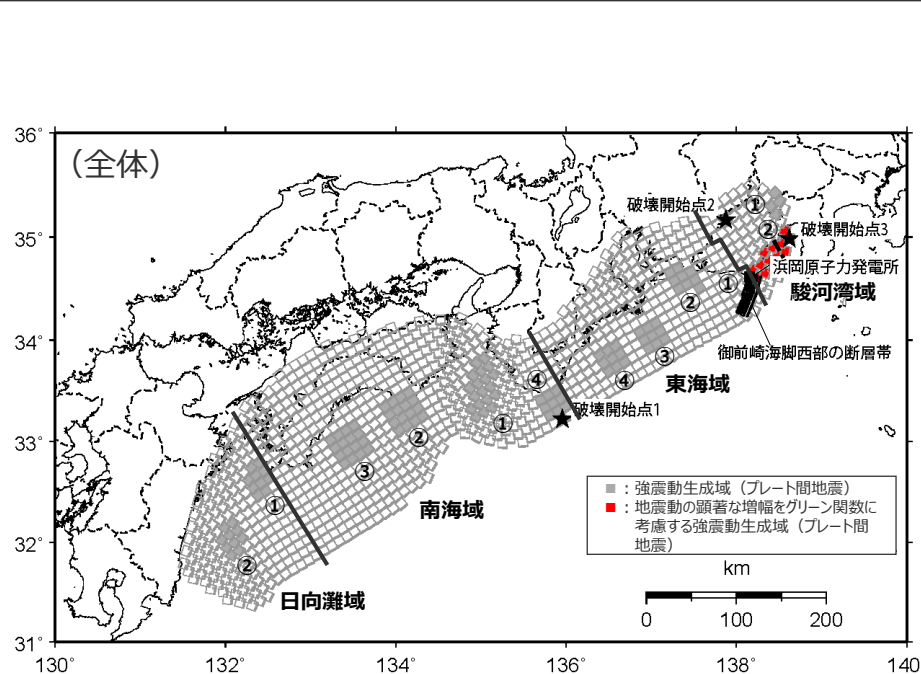 36°
（全体）
破壊開始点2
①
②
破壊開始点3
35°
浜岡原子力発電所
①
駿河湾域
②
34°
御前崎海脚西部の断層帯
③
④
④
東海域
破壊開始点1
①
②
33°
③
■：強震動生成域（プレート間地震）
■：地震動の顕著な増幅をグリーン関数に
考慮する強震動生成域（プレート間
地震）
①
南海域
32°
②
km
日向灘域
0 100 200
31°
130° 132° 134° 136° 138° 140